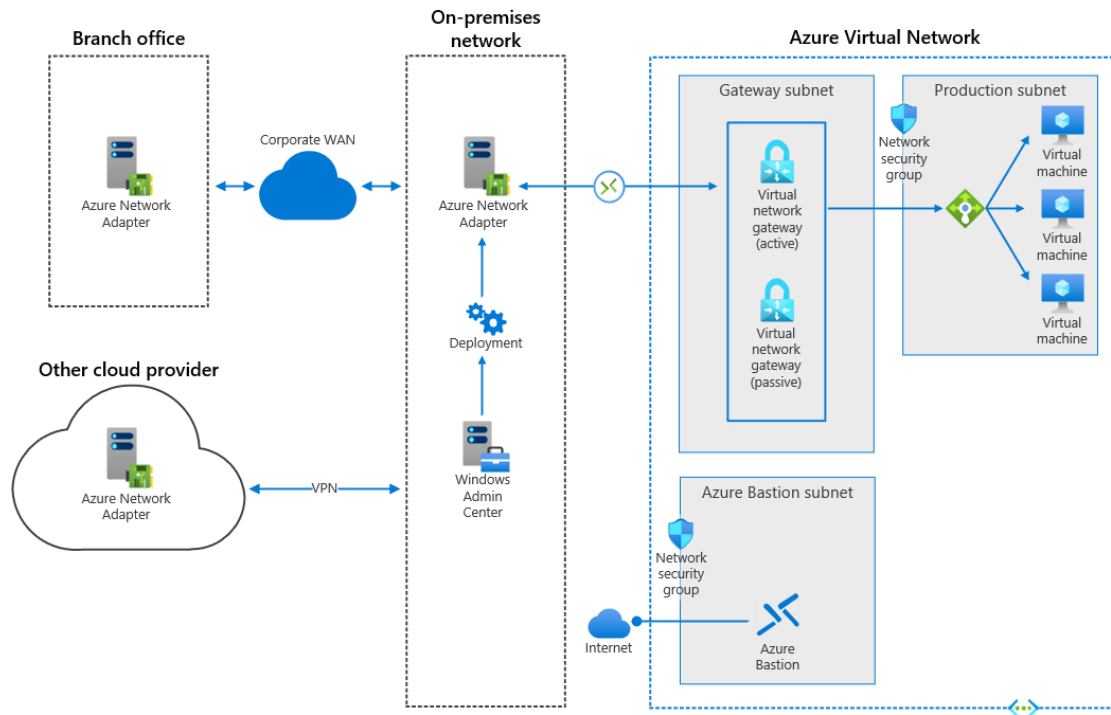 Branch office
On-premises
network
Azure Virtual Network
Gateway subnet
Production subnet
Corporate WAN
Azure Network
Adapter
Azure Network
Adapter
Virtual
network
gateway
(active)
Network
security
group
Virtual
machine
Virtual
machine
Virtual
machine
Deployment
Virtual
network
gateway
(passive)
Other cloud provider
Azure Network
Adapter
VPN
Windows
Admin
Center
Azure Bastion subnet
Network
security
group
Internet
Azure
Bastion